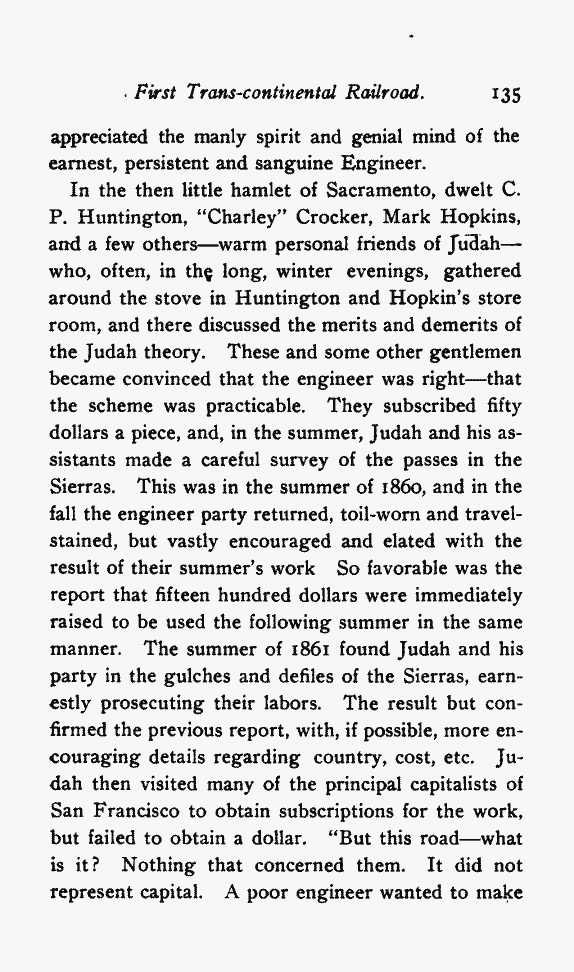 First Trans-continental Railroad. 135
appreciated the manly spirit and genial mind of the
earnest, persistent and sanguine Engineer.
In the then little hamlet of Sacramento, dwelt C.
P. Huntington, “Charley” Crocker, Mark Hopkins,
and a few others—warm personal friends of Judah—
who, often, in the long, winter evenings, gathered
around the stove in Huntington and Hopkin's store
room, and there discussed the merits and demerits of
the Judah theory. These and some other gentlemen
became convinced that the engineer was right—that
the scheme was practicable. They subscribed fifty
dollars a piece, and, in the summer, Judah and his as-
sistants made a careful survey of the passes in the
Sierras. This was in the summer of 1860, and in the
fall the engineer party returned, toil-worn and travel-
stained, but vastly encouraged and elated with the
result of their summer's work So favorable was the
report that fifteen hundred dollars were immediately
raised to be used the following summer in the same
manner. The summer of 1861 found Judah and his
party in the gulches and defiles of the Sierras, earn-
estly prosecuting their labors. The result but con-
firmed the previous report, with, if possible, more en-
couraging details regarding country, cost, etc. Ju-
dah then visited many of the principal capitalists of
San Francisco to obtain subscriptions for the work,
but failed to obtain a dollar. “But this road—what
is it? Nothing that concerned them. It did not
represent capital. A poor engineer wanted to make